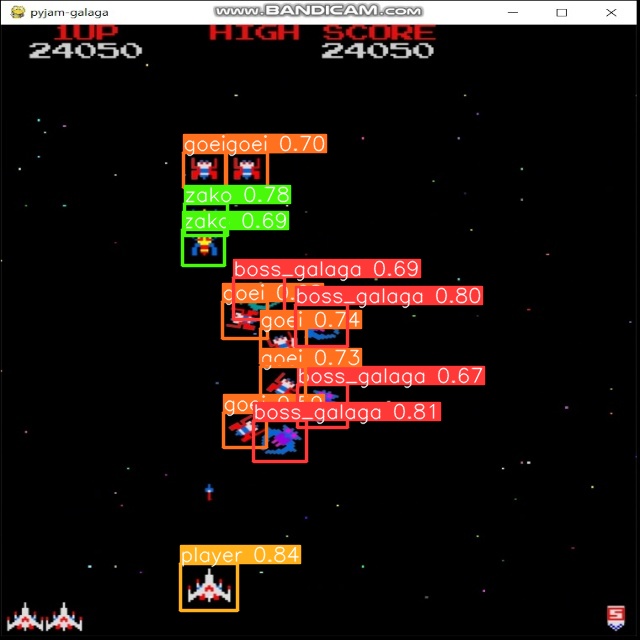 pyjam-galaga
www.BANDICAM.com
1UP HIGH SCORE
24050 24050
goeigoei 0.70
zako 0.78
zako 0.69
boss_galaga 0.69
goei
boss_galaga 0.80
goei 0.74
goei 0.73
boss_galaga 0.67
boss_galaga 0.81
player 0.84
S